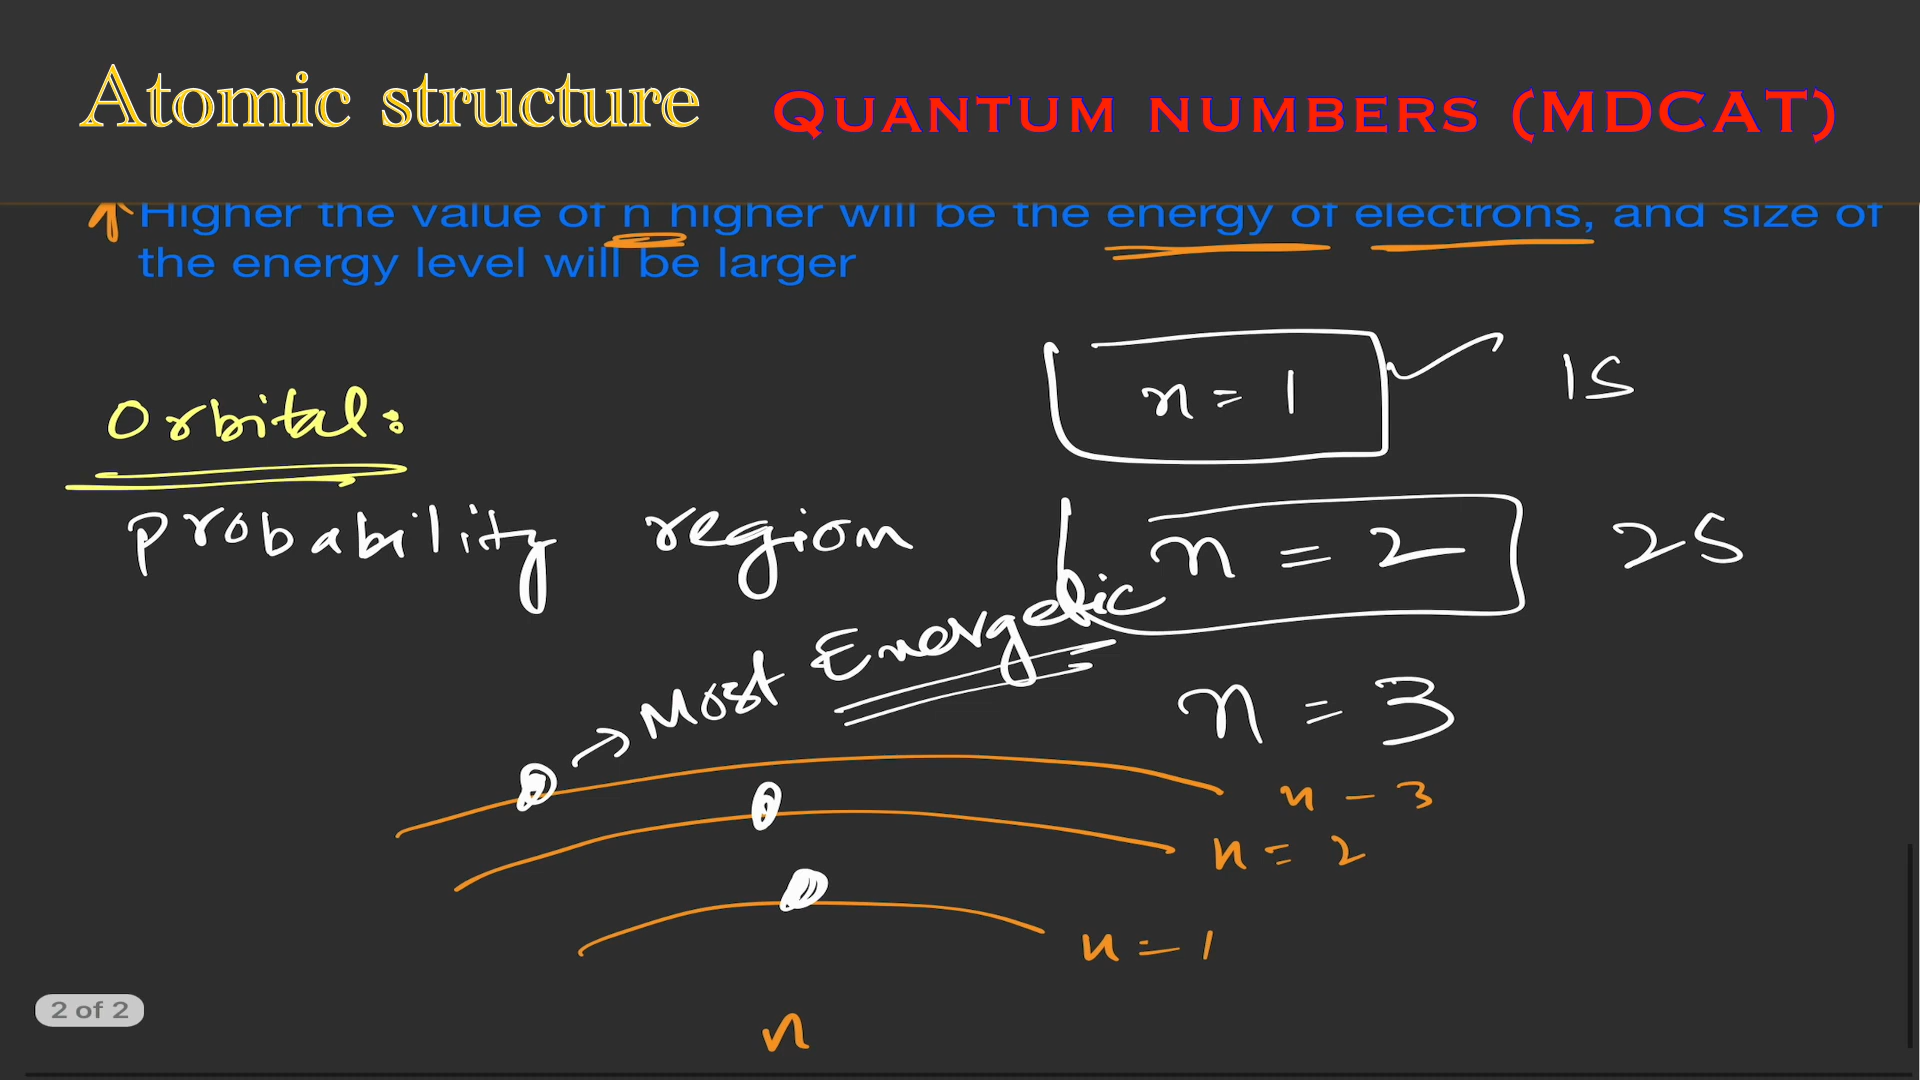 Atomic structure QUANTUM NUMBERS (MDCAT)
Higher the value of n higher will be the energy of electrons, and size of
the energy level will be larger
n = 1 1S
Orbital:
probability region
n = 2 2S
→ Most Energetic
n = 3
n - 3
n = 2
n = 1
2 of 2
n